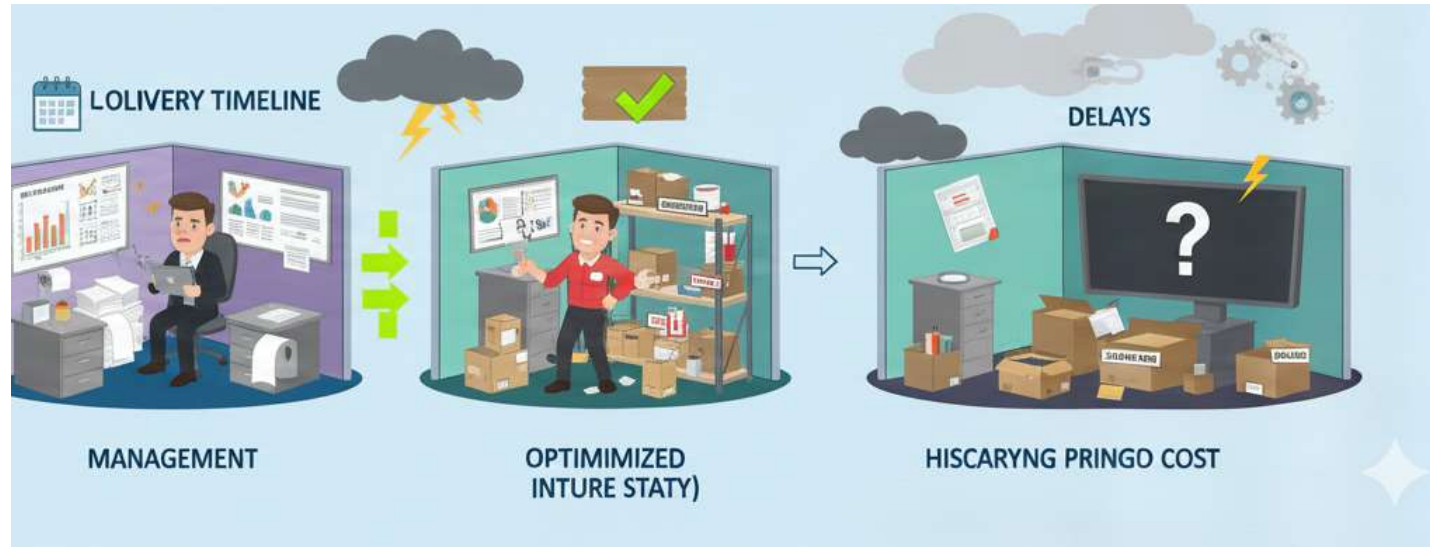 LOLIVERY TIMELINE
DELAYS
?
MANAGEMENT
OPTIMIMIZED
INTURE STATY)
HISCARYNG PRINGO COST